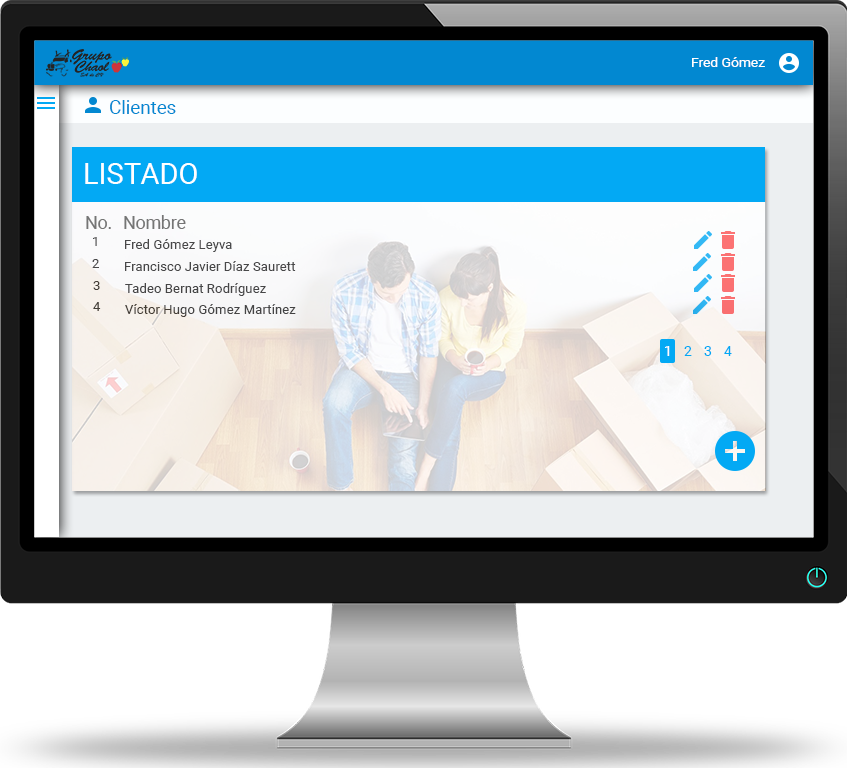 Grupo
Chaol
S.A. de C.V.
Fred Gómez
Clientes
LISTADO
No. Nombre
1 Fred Gómez Leyva
2 Francisco Javier Díaz Saurett
3 Tadeo Bernat Rodríguez
4 Víctor Hugo Gómez Martínez
1 2 3 4